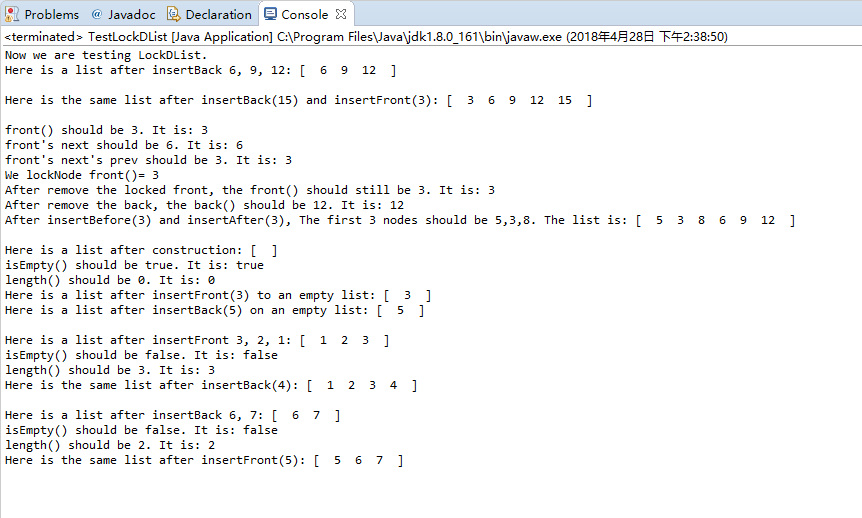 Problems @ Javadoc Declaration Console
<terminated> TestLockDList [Java Application] C:\Program Files\Java\jdk1.8.0_161\bin\javaw.exe (2018年4月28日 下午2:38:50)
Now we are testing LockDList.
Here is a list after insertBack 6, 9, 12: [  6  9  12  ]
Here is the same list after insertBack(15) and insertFront(3): [  3  6  9  12  15  ]
front() should be 3. It is: 3
front's next should be 6. It is: 6
front's next's prev should be 3. It is: 3
We lockNode front()= 3
After remove the locked front, the front() should still be 3. It is: 3
After remove the back, the back() should be 12. It is: 12
After insertBefore(3) and insertAfter(3), The first 3 nodes should be 5,3,8. The list is: [  5  3  8  6  9  12  ]
Here is a list after construction: [  ]
isEmpty() should be true. It is: true
length() should be 0. It is: 0
Here is a list after insertFront(3) to an empty list: [  3  ]
Here is a list after insertBack(5) on an empty list: [  5  ]
Here is a list after insertFront 3, 2, 1: [  1  2  3  ]
isEmpty() should be false. It is: false
length() should be 3. It is: 3
Here is the same list after insertBack(4): [  1  2  3  4  ]
Here is a list after insertBack 6, 7: [  6  7  ]
isEmpty() should be false. It is: false
length() should be 2. It is: 2
Here is the same list after insertFront(5): [  5  6  7  ]